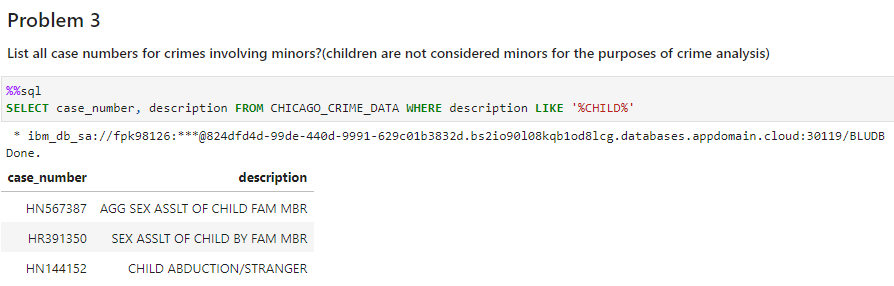 Problem 3
List all case numbers for crimes involving minors?(children are not considered minors for the purposes of crime analysis)
%%sql
SELECT case_number, description FROM CHICAGO_CRIME_DATA WHERE description LIKE '%CHILD%'
* ibm_db_sa://fpk98126:***@824dfd4d-99de-440d-9991-629c01b3832d.bs2io90l08kqb1od8lcg.databases.appdomain.cloud:30119/BLUDB
Done.
case_number description
HN567387 AGG SEX ASSLT OF CHILD FAM MBR
HR391350 SEX ASSLT OF CHILD BY FAM MBR
HN144152 CHILD ABDUCTION/STRANGER